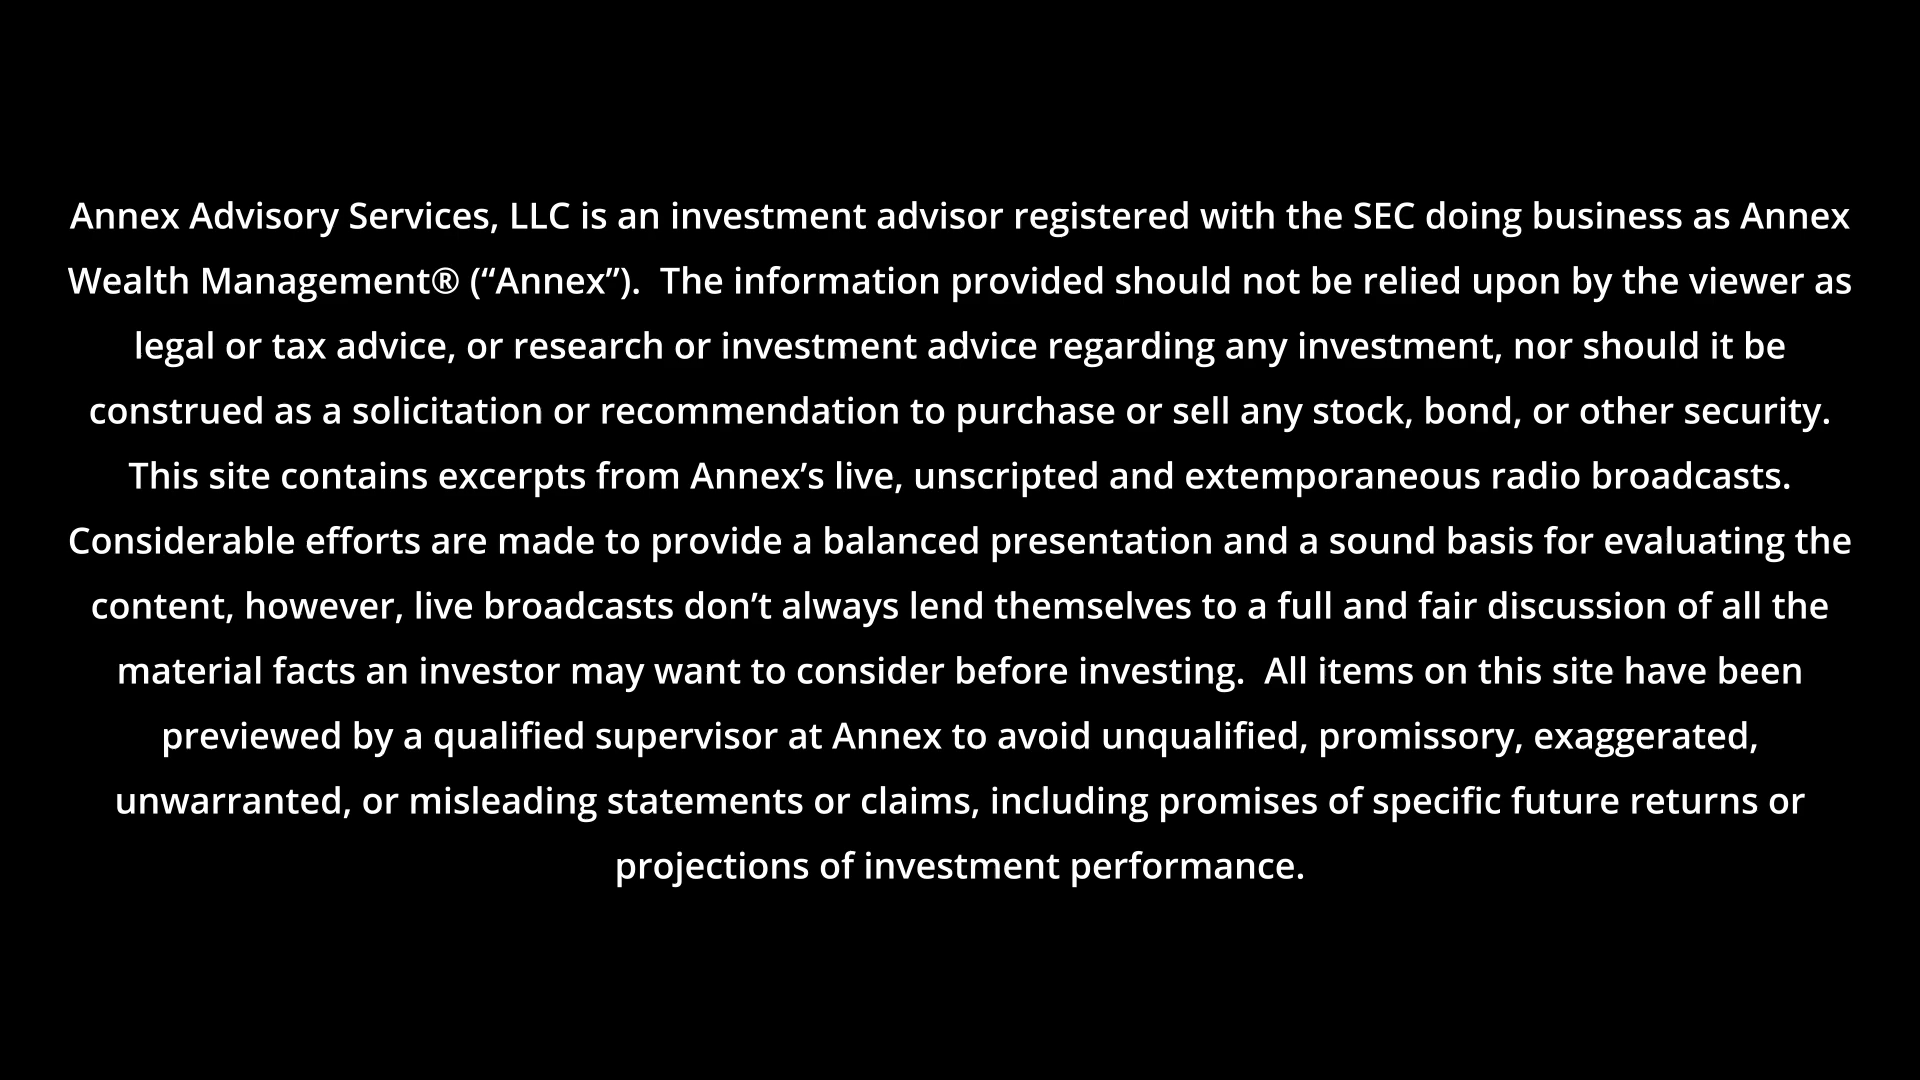 Annex Advisory Services, LLC is an investment advisor registered with the SEC doing business as Annex
Wealth Management® (“Annex”).  The information provided should not be relied upon by the viewer as
legal or tax advice, or research or investment advice regarding any investment, nor should it be
construed as a solicitation or recommendation to purchase or sell any stock, bond, or other security.
This site contains excerpts from Annex’s live, unscripted and extemporaneous radio broadcasts.
Considerable efforts are made to provide a balanced presentation and a sound basis for evaluating the
content, however, live broadcasts don’t always lend themselves to a full and fair discussion of all the
material facts an investor may want to consider before investing.  All items on this site have been
previewed by a qualified supervisor at Annex to avoid unqualified, promissory, exaggerated,
unwarranted, or misleading statements or claims, including promises of specific future returns or
projections of investment performance.